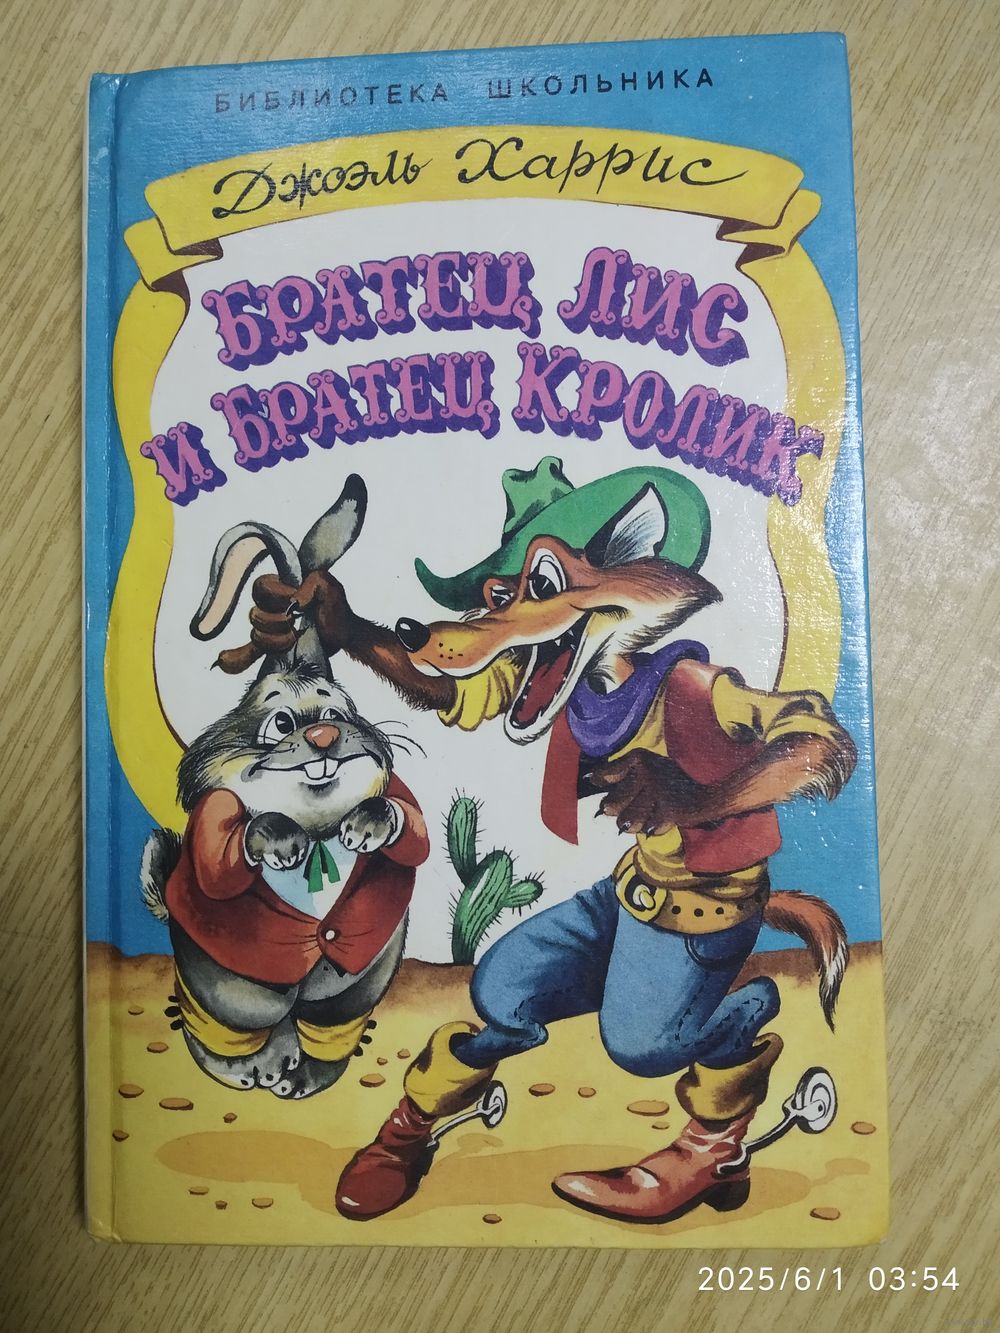 БИБЛИОТЕКА ШКОЛЬНИКА
Джоэль Харрис
БРАТЕЦ ЛИС
И БРАТЕЦ КРОЛИК
2025/6/1 03:54